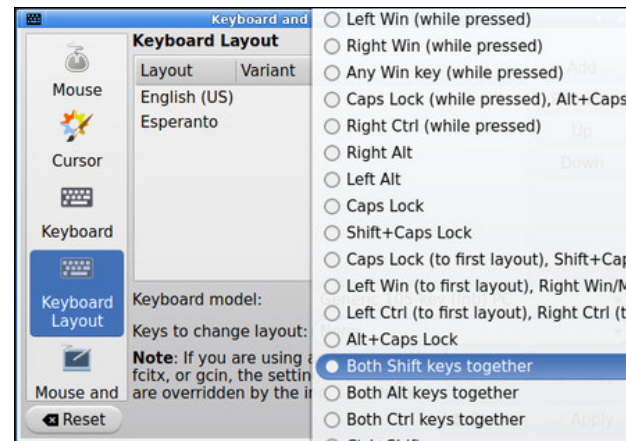 Keyboard and
Mouse
Cursor
Keyboard
Keyboard
Layout
Mouse and
Reset
Keyboard Layout
Layout Variant
English (US)
Esperanto
Keyboard model:
Keys to change layout:
Note: If you are using
fcitx, or gcin, the settin
are overridden by the i
Left Win (while pressed)
Right Win (while pressed)
Any Win key (while pressed)
Caps Lock (while pressed), Alt+Caps
Right Ctrl (while pressed)
Right Alt
Left Alt
Caps Lock
Shift+Caps Lock
Caps Lock (to first layout), Shift+Cap
Left Win (to first layout), Right Win/M
Left Ctrl (to first layout), Right Ctrl (t
Alt+Caps Lock
Both Shift keys together
Both Alt keys together
Both Ctrl keys together
Add
Up
Down
Apply